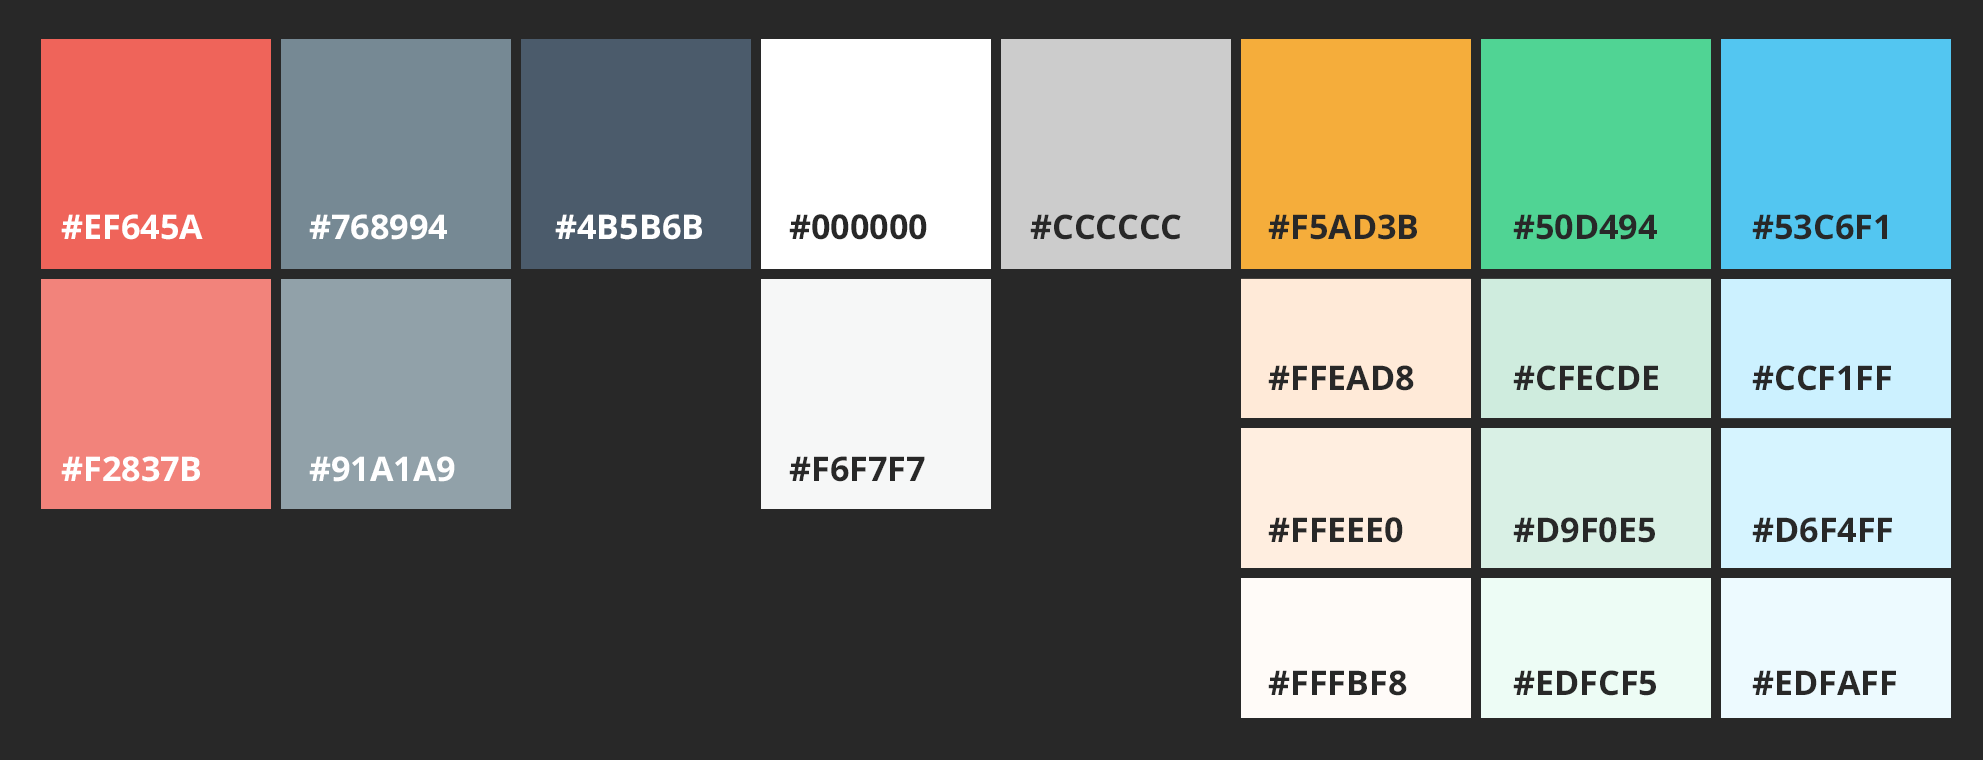 #EF645A
#768994
#4B5B6B
#000000
#CCCCCC
#F5AD3B
#50D494
#53C6F1
#F2837B
#91A1A9
#F6F7F7
#FFEAD8
#CFECDE
#CCF1FF
#FFEEE0
#D9F0E5
#D6F4FF
#FFFBF8
#EDFCF5
#EDFAFF